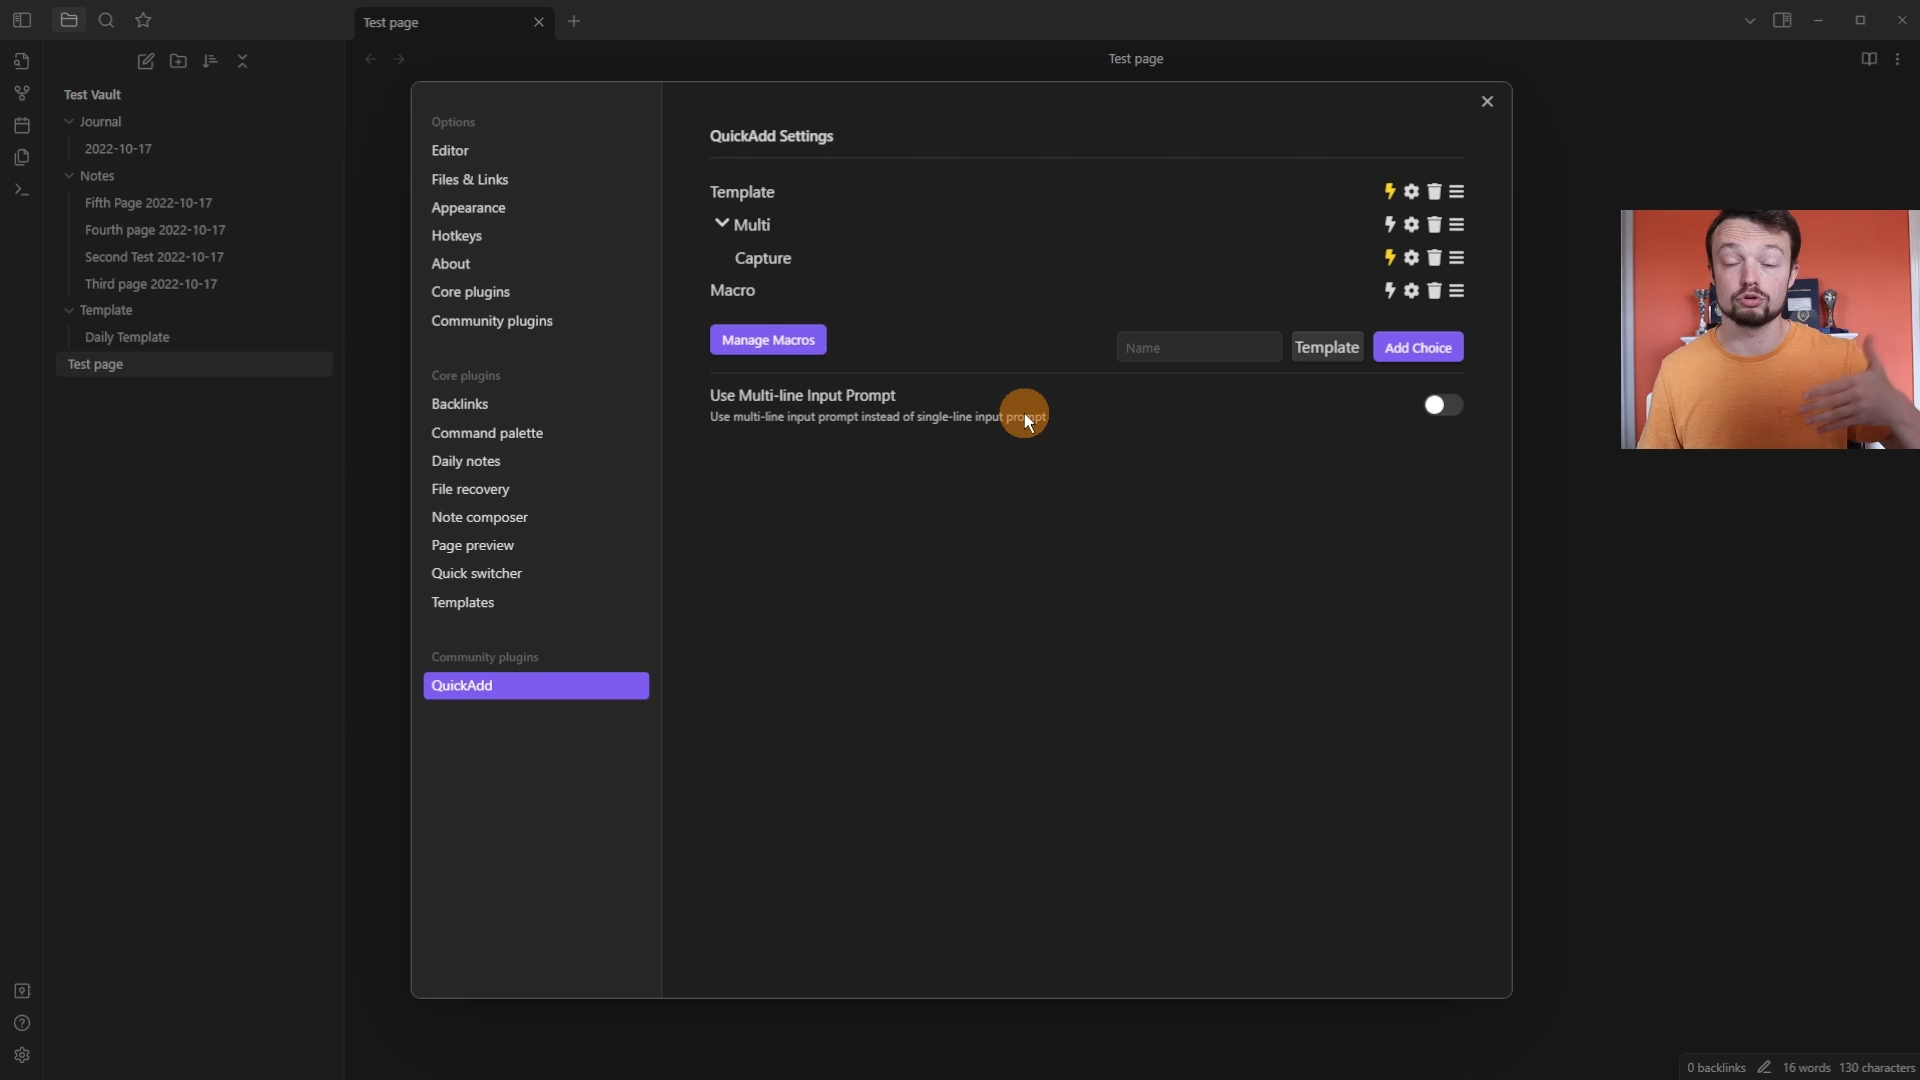 Test page
Test page
Test Vault
Journal
2022-10-17
Notes
Fifth Page 2022-10-17
Fourth page 2022-10-17
Second Test 2022-10-17
Third page 2022-10-17
Template
Daily Template
Test page
Options
Editor
Files & Links
Appearance
Hotkeys
About
Core plugins
Community plugins
Core plugins
Backlinks
Command palette
Daily notes
File recovery
Note composer
Page preview
Quick switcher
Templates
Community plugins
QuickAdd
QuickAdd Settings
Template
Multi
Capture
Macro
Manage Macros
Name
Template
Add Choice
Use Multi-line Input Prompt
Use multi-line input prompt instead of single-line input prompt
0 backlinks
16 words
130 characters